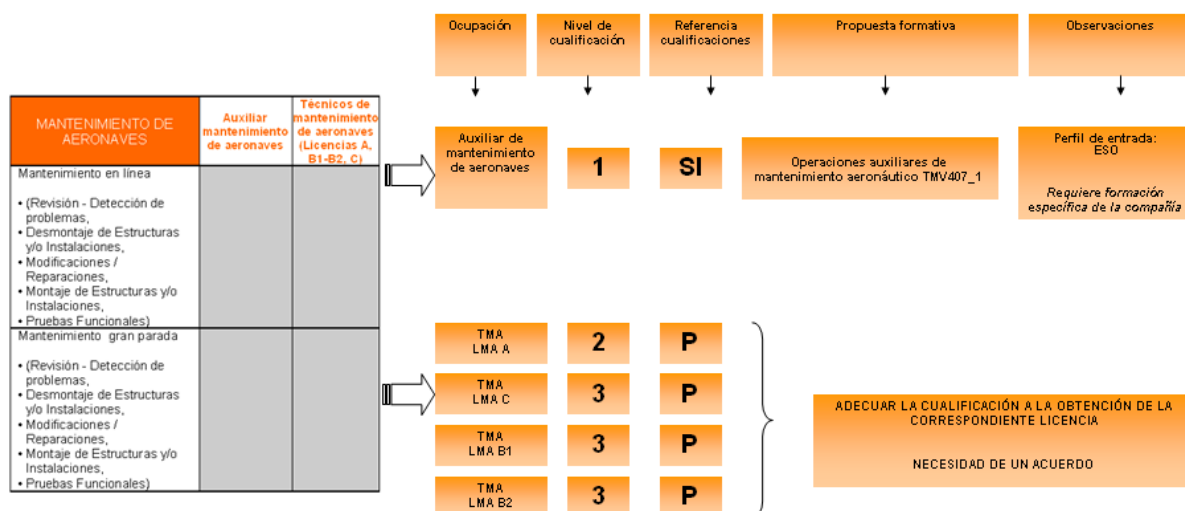 Ocupación
Nivel de
cualificación
Referencia
cualificaciones
Propuesta formativa
Observaciones
MANTENIMIENTO DE
AERONAVES
Auxiliar
mantenimiento
de aeronaves
Técnicos de
mantenimiento
de aeronaves
(Licencias A,
B1-B2, C)
Mantenimiento en línea
• (Revisión - Detección de
problemas,
• Desmontaje de Estructuras
y/o Instalaciones,
• Modificaciones /
Reparaciones,
• Montaje de Estructuras y/o
Instalaciones,
• Pruebas Funcionales)
Mantenimiento gran parada
• (Revisión - Detección de
problemas,
• Desmontaje de Estructuras
y/o Instalaciones,
• Modificaciones /
Reparaciones,
• Montaje de Estructuras y/o
Instalaciones,
• Pruebas Funcionales)
Auxiliar de
mantenimiento
de aeronaves
1
SI
Operaciones auxiliares de
mantenimiento aeronáutico TMV407_1
Perfil de entrada:
ESO
Requiere formación
específica de la compañía
TMA
LMA A
2
P
TMA
LMA C
3
P
TMA
LMA B1
3
P
TMA
LMA B2
3
P
ADECUAR LA CUALIFICACIÓN A LA OBTENCIÓN DE LA
CORRESPONDIENTE LICENCIA
NECESIDAD DE UN ACUERDO